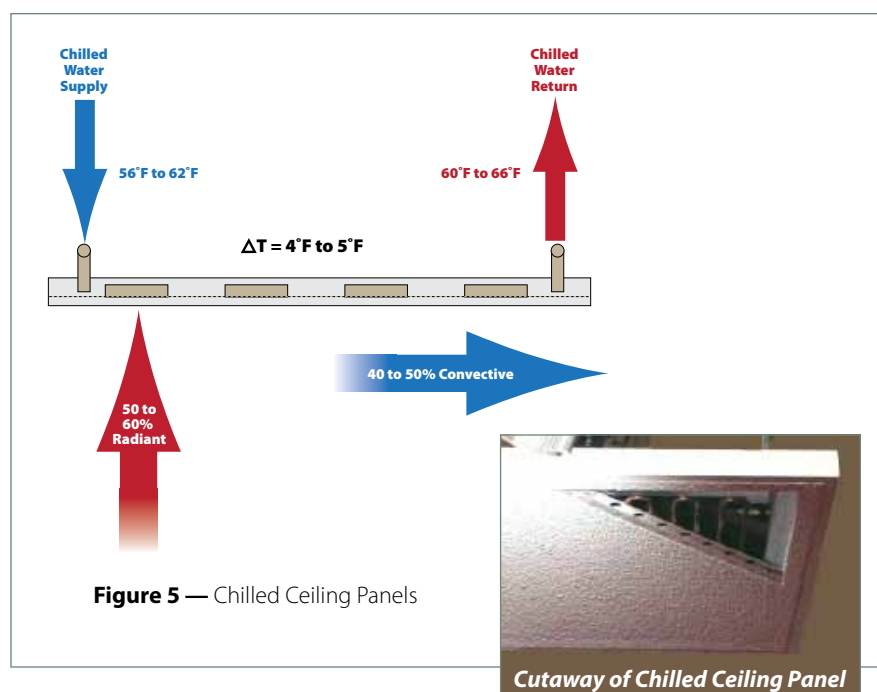 Chilled
Water
Supply
Chilled
Water
Return
56˚F to 62˚F
60˚F to 66˚F
△T = 4˚F to 5˚F
40 to 50% Convective
50 to
60%
Radiant
Figure 5 — Chilled Ceiling Panels
Cutaway of Chilled Ceiling Panel